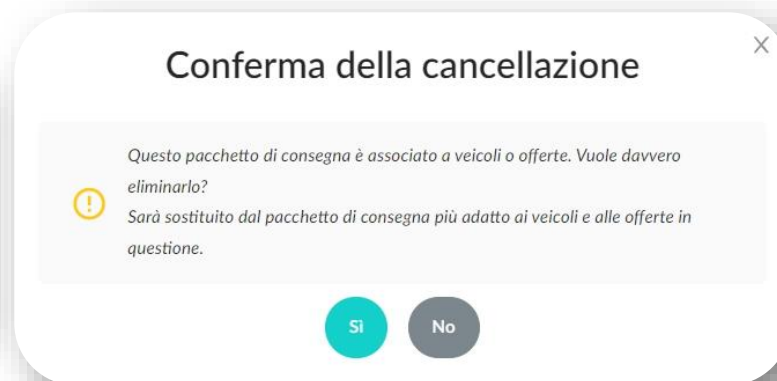 Conferma della cancellazione
Questo pacchetto di consegna è associato a veicoli o offerte. Vuole davvero
eliminarlo?
Sarà sostituito dal pacchetto di consegna più adatto ai veicoli e alle offerte in
questione.
Sì
No